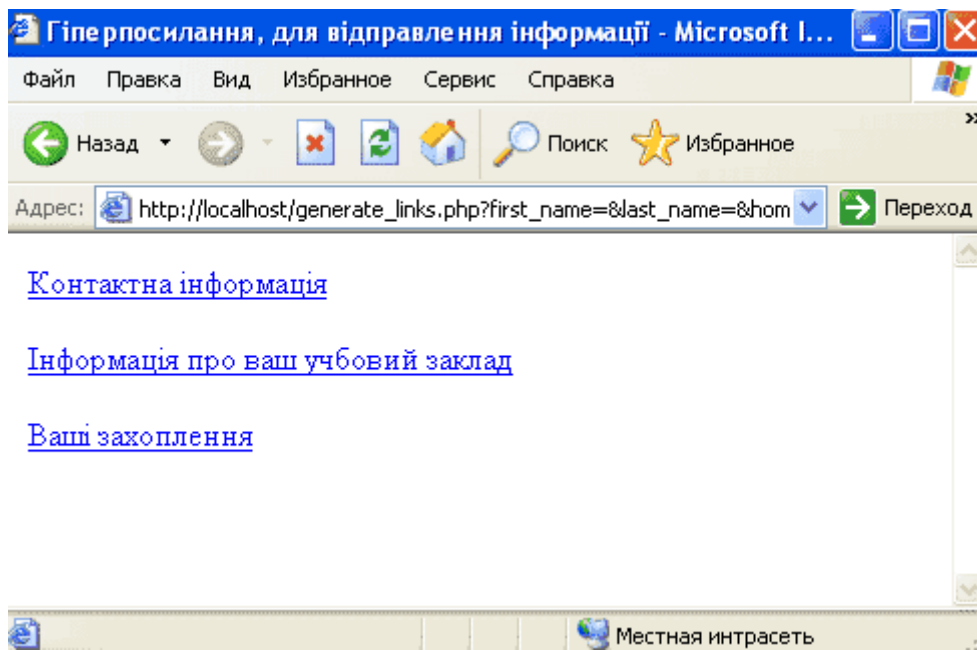 Гіперпосилання, для відправлення інформації - Microsoft I...
Файл Правка Вид Избранное Сервис Справка
Назад Поиск Избранное »
Адрес: http://localhost/generate_links.php?first_name=&last_name=&hom Переход
Контактна інформація
Інформація про ваш учбовий заклад
Ваші захоплення
Местная интрасеть